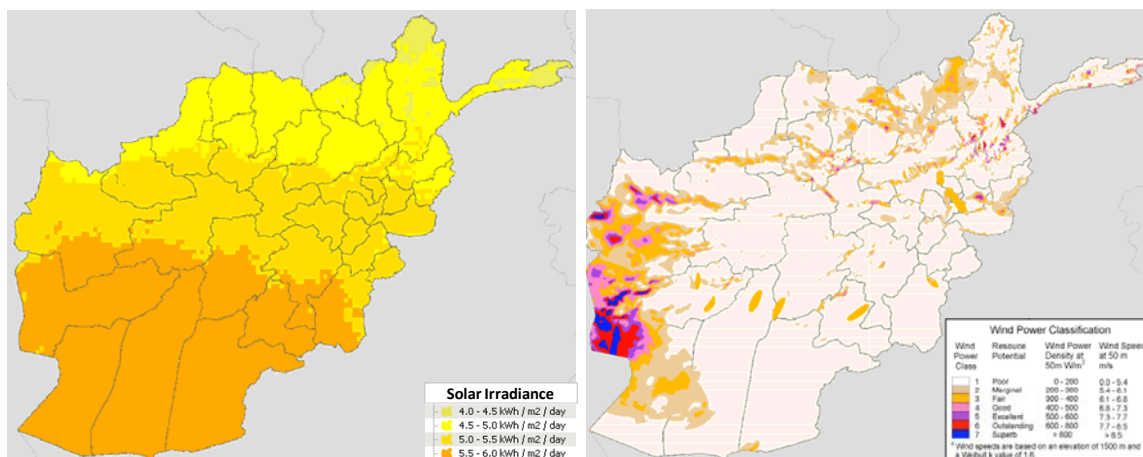 Solar Irradiance
4.0 - 4.5 kWh / m2 / day
4.5 - 5.0 kWh / m2 / day
5.0 - 5.5 kWh / m2 / day
5.5 - 6.0 kWh / m2 / day
Wind Power Classification
Wind Resouce Wind Power Wind Speed
Power Potential Density at at 50 m
Class 50m W/m³ m/s
1 Poor 0 - 200 0.0 - 5.4
2 Marginel 200 - 300 5.4 - 6.1
3 Fair 300 - 400 6.1 - 6.8
4 Good 400 - 500 6.8 - 7.3
5 Excellent 500 - 600 7.3 - 7.7
6 Outstanding 600 - 800 7.7 - 8.5
7 Superb > 800 > 8.5
* Wind speeds are based on an elevation of 1500 m and
a Weibull k value of 1.6.